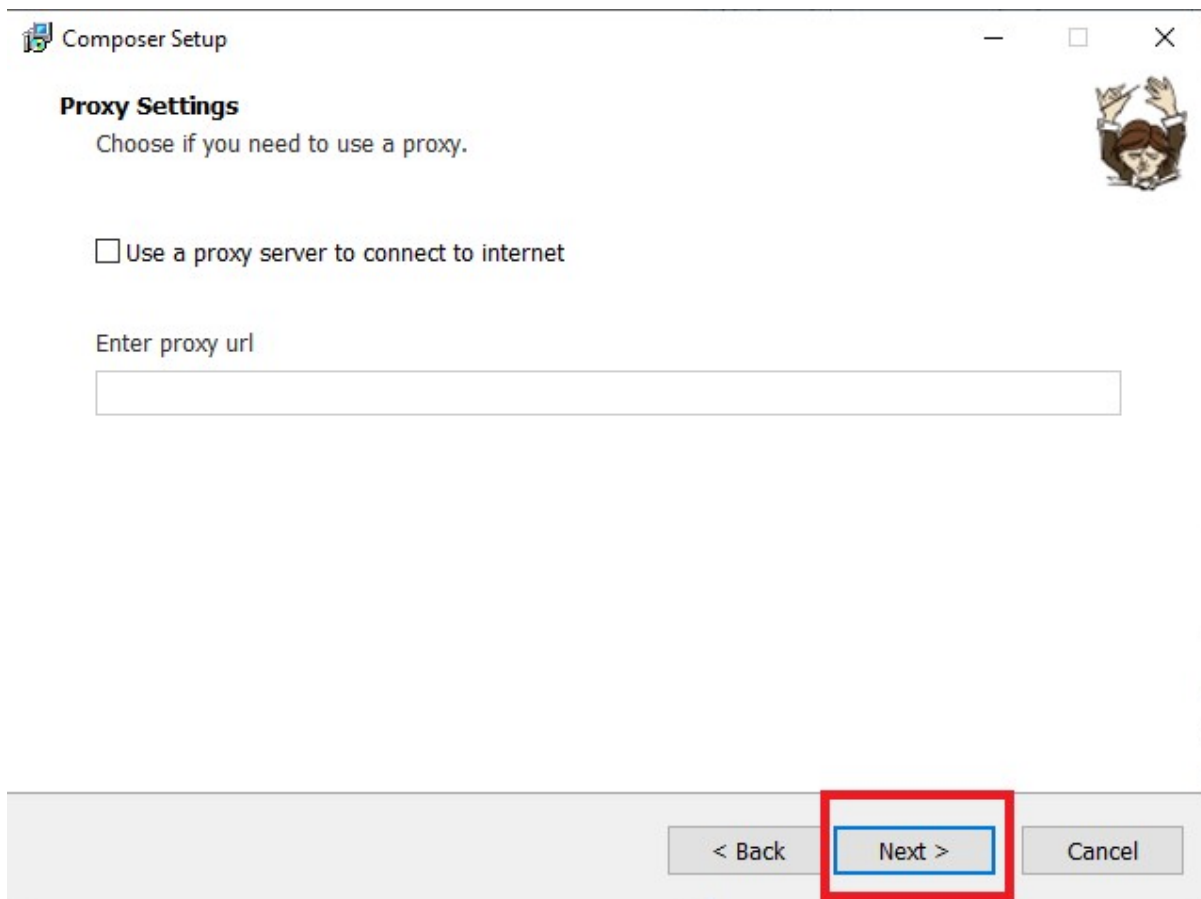 Composer Setup
Proxy Settings
Choose if you need to use a proxy.
Use a proxy server to connect to internet
Enter proxy url
< Back
Next >
Cancel